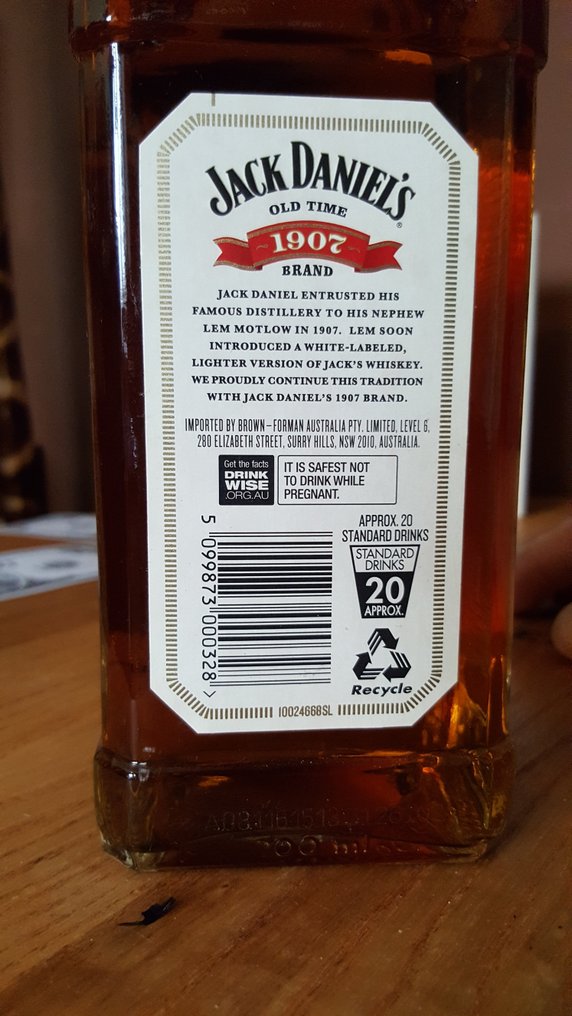 JACK DANIEL'S
®
OLD TIME
1907
BRAND
JACK DANIEL ENTRUSTED HIS
FAMOUS DISTILLERY TO HIS NEPHEW
LEM MOTLOW IN 1907. LEM SOON
INTRODUCED A WHITE-LABELED,
LIGHTER VERSION OF JACK'S WHISKEY.
WE PROUDLY CONTINUE THIS TRADITION
WITH JACK DANIEL'S 1907 BRAND.
IMPORTED BY BROWN-FORMAN AUSTRALIA PTY. LIMITED, LEVEL 6,
280 ELIZABETH STREET, SURRY HILLS, NSW 2010, AUSTRALIA.
Get the facts
DRINK
WISE
.ORG.AU
IT IS SAFEST NOT
TO DRINK WHILE
PREGNANT.
5 099873 000328 >
APPROX. 20
STANDARD DRINKS
STANDARD
DRINKS
20
APPROX.
Recycle
10024668SL